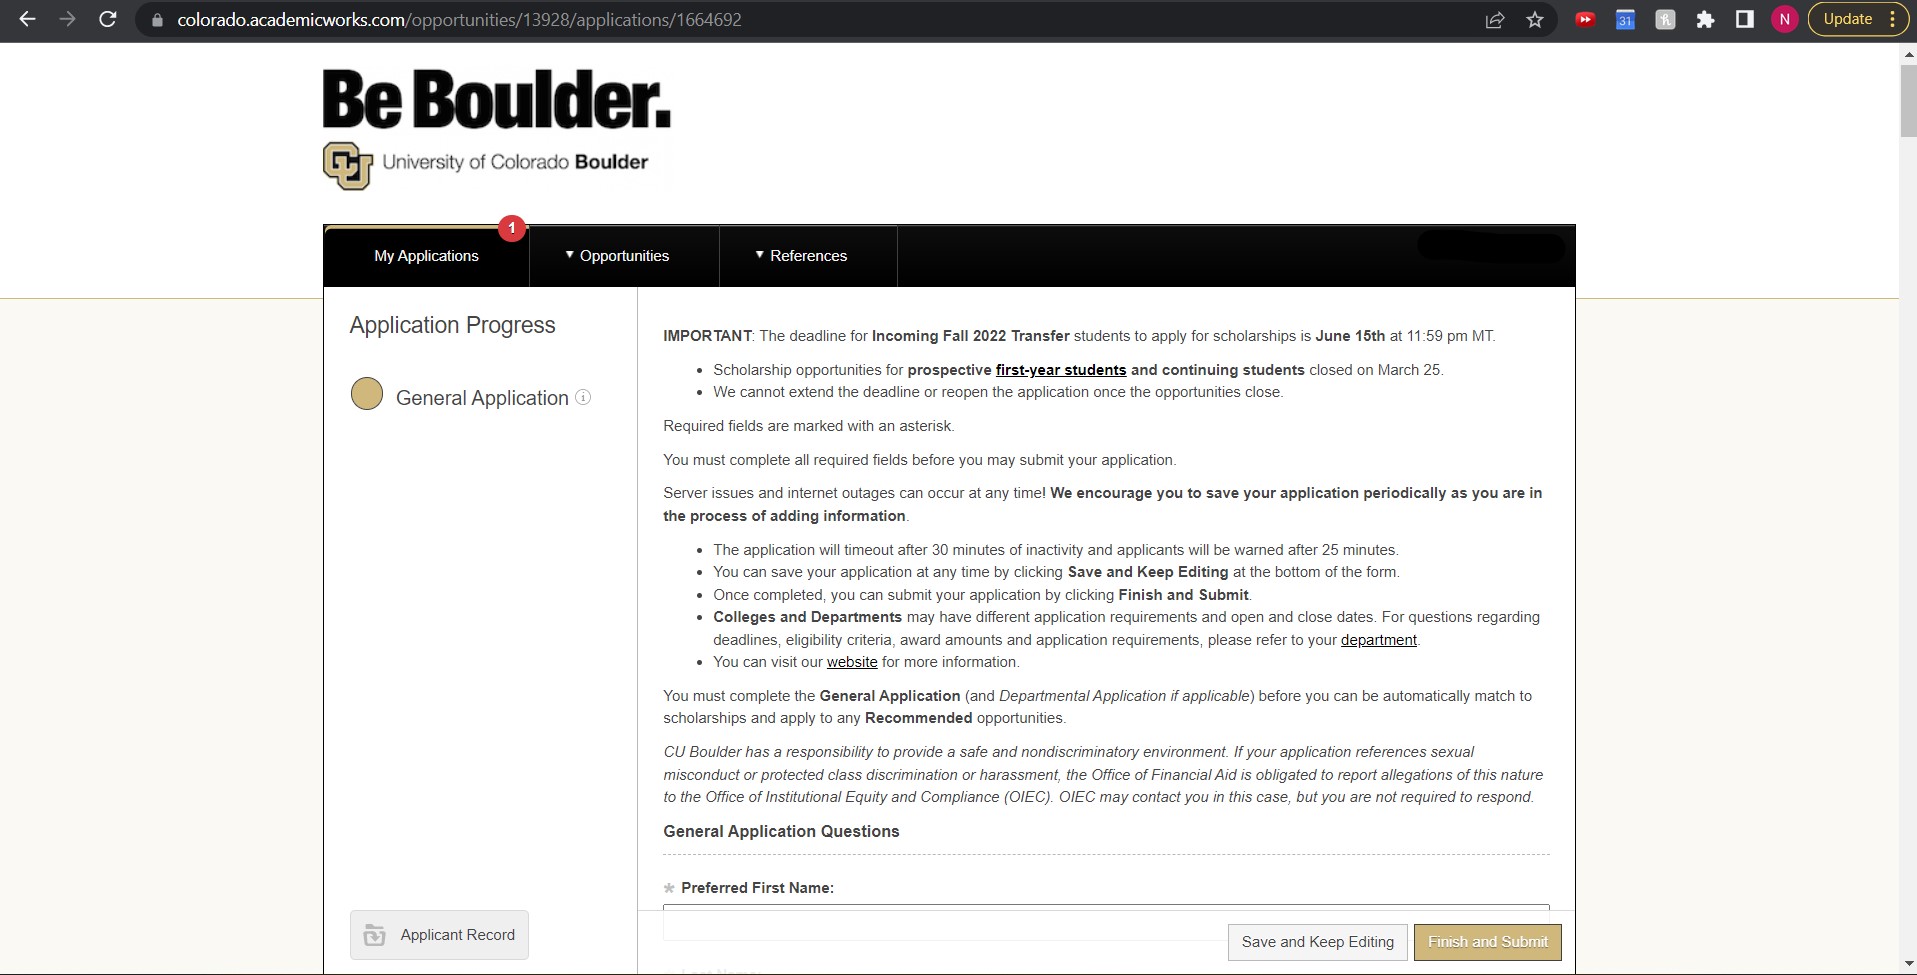 colorado.academicworks.com/opportunities/13928/applications/1664692
31
N
Update
Be Boulder.
CU University of Colorado Boulder
1
My Applications
Opportunities
References
Application Progress
General Application
IMPORTANT: The deadline for Incoming Fall 2022 Transfer students to apply for scholarships is June 15th at 11:59 pm MT.
• Scholarship opportunities for prospective first-year students and continuing students closed on March 25.
• We cannot extend the deadline or reopen the application once the opportunities close.
Required fields are marked with an asterisk.
You must complete all required fields before you may submit your application.
Server issues and internet outages can occur at any time! We encourage you to save your application periodically as you are in
the process of adding information.
• The application will timeout after 30 minutes of inactivity and applicants will be warned after 25 minutes.
• You can save your application at any time by clicking Save and Keep Editing at the bottom of the form.
• Once completed, you can submit your application by clicking Finish and Submit.
• Colleges and Departments may have different application requirements and open and close dates. For questions regarding
deadlines, eligibility criteria, award amounts and application requirements, please refer to your department.
• You can visit our website for more information.
You must complete the General Application (and Departmental Application if applicable) before you can be automatically match to
scholarships and apply to any Recommended opportunities.
CU Boulder has a responsibility to provide a safe and nondiscriminatory environment. If your application references sexual
misconduct or protected class discrimination or harassment, the Office of Financial Aid is obligated to report allegations of this nature
to the Office of Institutional Equity and Compliance (OIEC). OIEC may contact you in this case, but you are not required to respond.
General Application Questions
* Preferred First Name:
Applicant Record
Save and Keep Editing
Finish and Submit